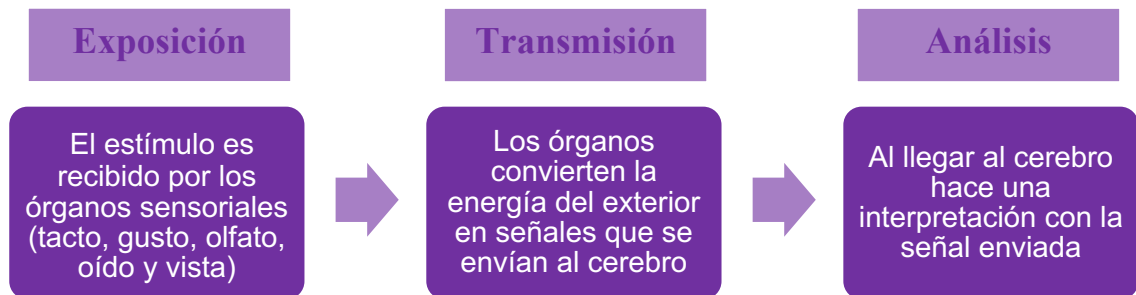 Exposición
Transmisión
Análisis
El estímulo es
recibido por los
órganos sensoriales
(tacto, gusto, olfato,
oído y vista)
Los órganos
convierten la
energía del exterior
en señales que se
envían al cerebro
Al llegar al cerebro
hace una
interpretación con la
señal enviada